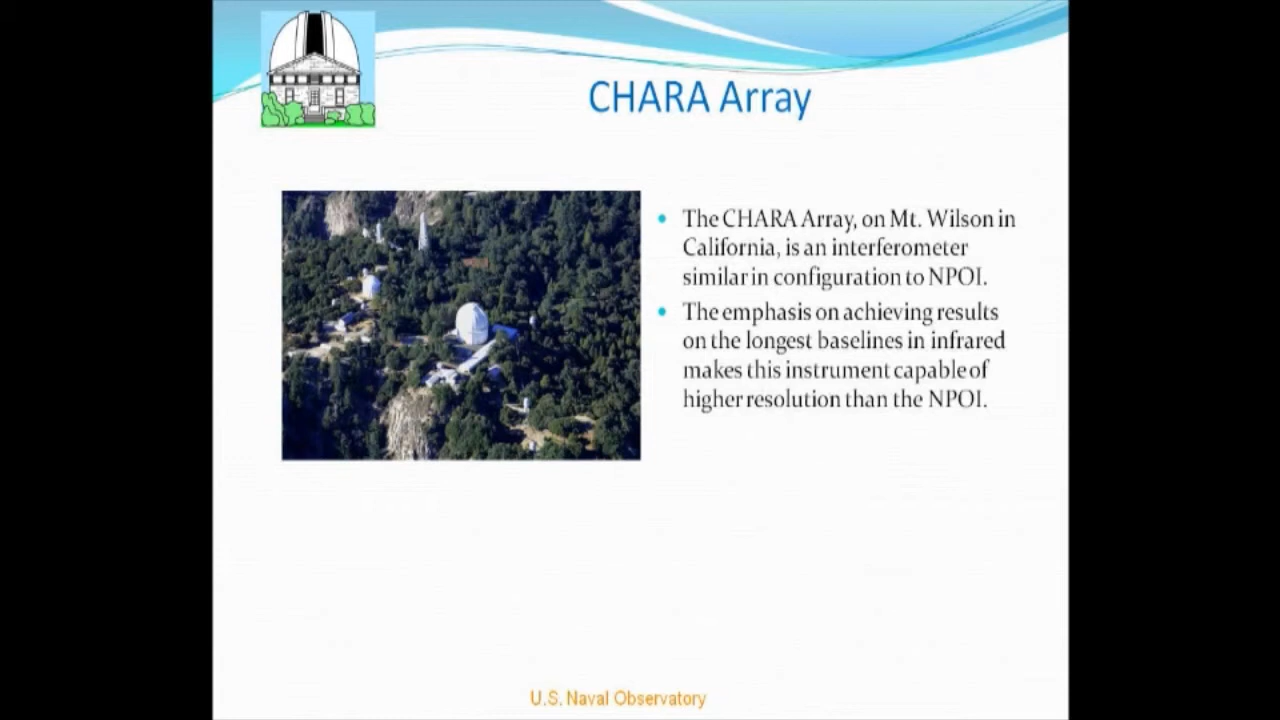 CHARA Array
The CHARA Array, on Mt. Wilson in
California, is an interferometer
similar in configuration to NPOI.
The emphasis on achieving results
on the longest baselines in infrared
makes this instrument capable of
higher resolution than the NPOI.
U.S. Naval Observatory